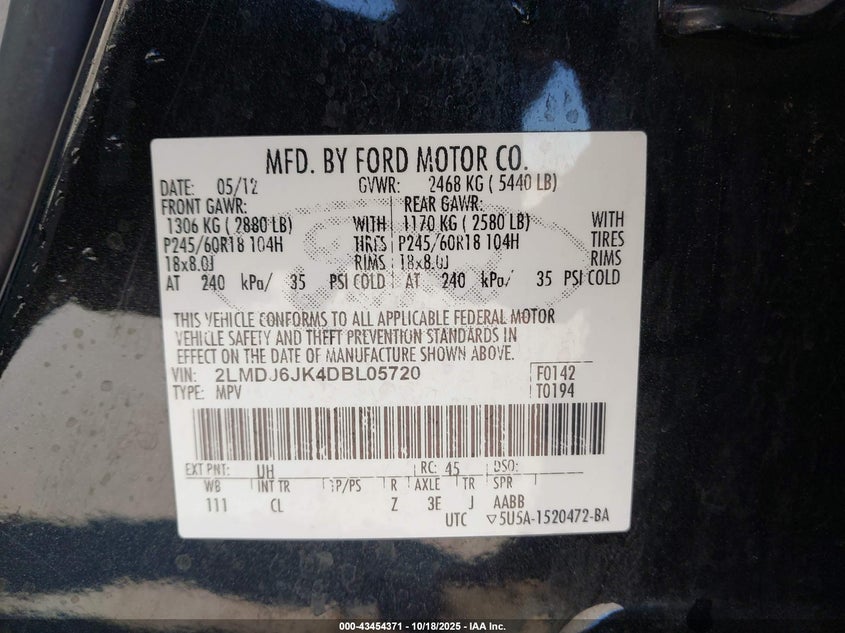 MFD. BY FORD MOTOR CO.
DATE: 05/12 GVWR: 2468 KG ( 5440 LB)
FRONT GAWR: REAR GAWR:
1306 KG ( 2880 LB) WITH 1170 KG ( 2580 LB) WITH
P245/60R18 104H TIRES P245/60R18 104H TIRES
18x8.0J RIMS 18x8.0J RIMS
AT 240 kPa/ 35 PSI COLD AT 240 kPa/ 35 PSI COLD
THIS VEHICLE CONFORMS TO ALL APPLICABLE FEDERAL MOTOR
VEHICLE SAFETY AND THEFT PREVENTION STANDARDS IN
EFFECT ON THE DATE OF MANUFACTURE SHOWN ABOVE.
VIN: 2LMDJ6JK4DBL05720 F0142
TYPE: MPV T0194
EXT PNT: UH RC: 45 DSO:
WB INT TR TP/PS R AXLE TR SPR
111 CL Z 3E J AABB
UTC ▽5U5A-1520472-BA
000-43454371 | 10/18/2025 | IAA Inc.